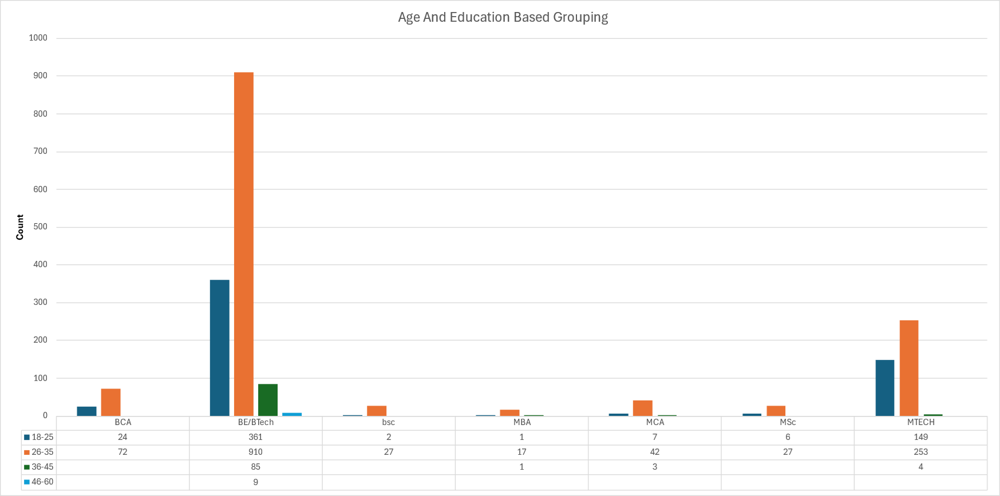 Age And Education Based Grouping
1000
900
800
700
600
500
400
300
200
100
0
Count
BCA BE/BTech bsc MBA MCA MSc MTECH
18-25 24 361 2 1 7 6 149
26-35 72 910 27 17 42 27 253
36-45 85 1 3 4
46-60 9